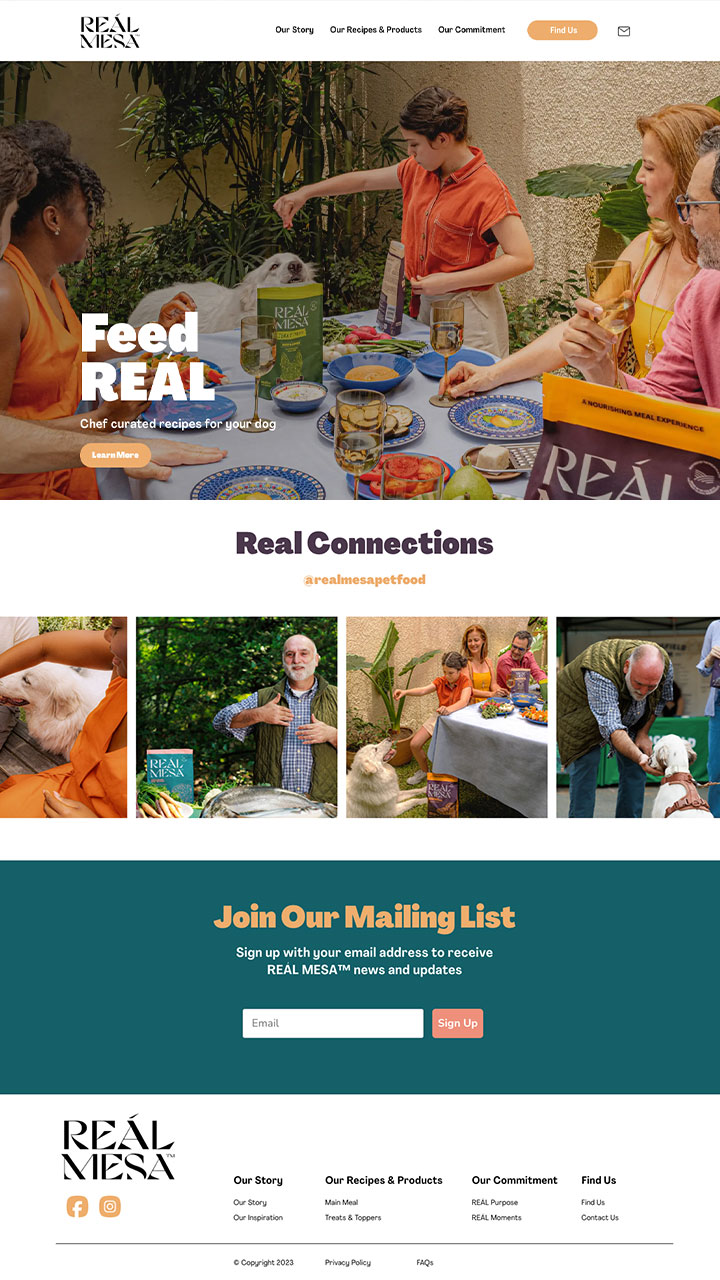 REÁL
MESA
Our Story
Our Recipes & Products
Our Commitment
Find Us
REÁL
MESA
Feed
REÁL
Chef curated recipes for your dog
Learn More
A NOURISHING MEAL EXPERIENCE
REÁL
Real Connections
@realmesapetfood
REÁL
MESA
REÁL
MESA
Join Our Mailing List
Sign up with your email address to receive
REÁL MESA™ news and updates
Email
Sign Up
REÁL
MESA™
Our Story
Our Story
Our Inspiration
Our Recipes & Products
Main Meal
Treats & Toppers
Our Commitment
REÁL Purpose
REÁL Moments
Find Us
Find Us
Contact Us
© Copyright 2023
Privacy Policy
FAQs